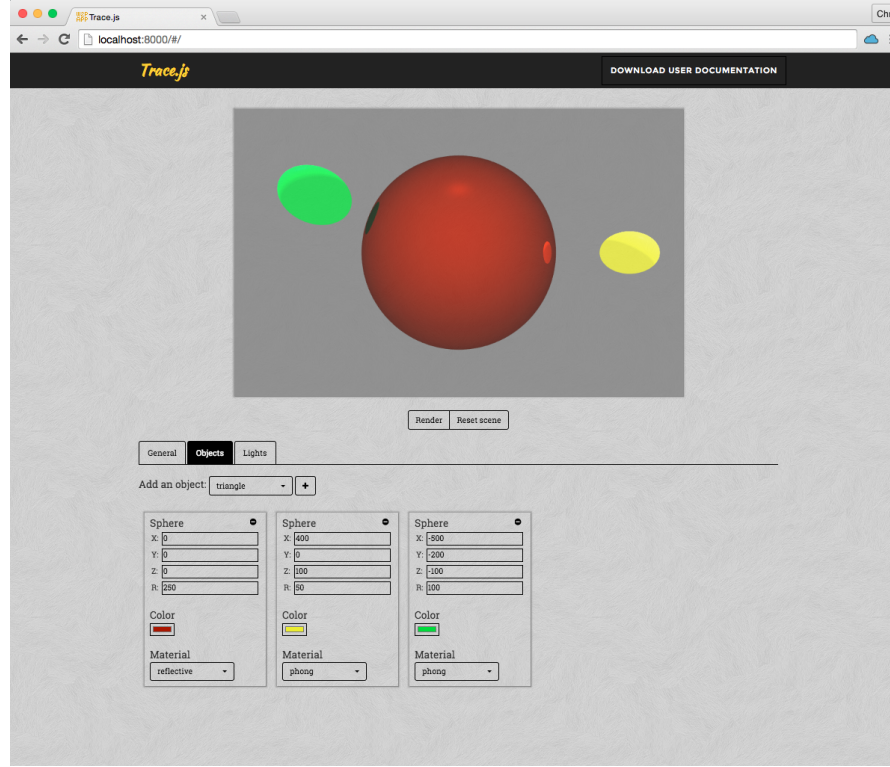 Trace.js
Chr
localhost:8000/#/
Trace.js
DOWNLOAD USER DOCUMENTATION
Render Reset scene
General Objects Lights
Add an object: triangle
Sphere Sphere Sphere
X: 0 X: 400 X: -500
Y: 0 Y: 0 Y: -200
Z: 0 Z: 100 Z: -100
R: 250 R: 50 R: 100
Color Color Color
Material Material Material
reflective phong phong